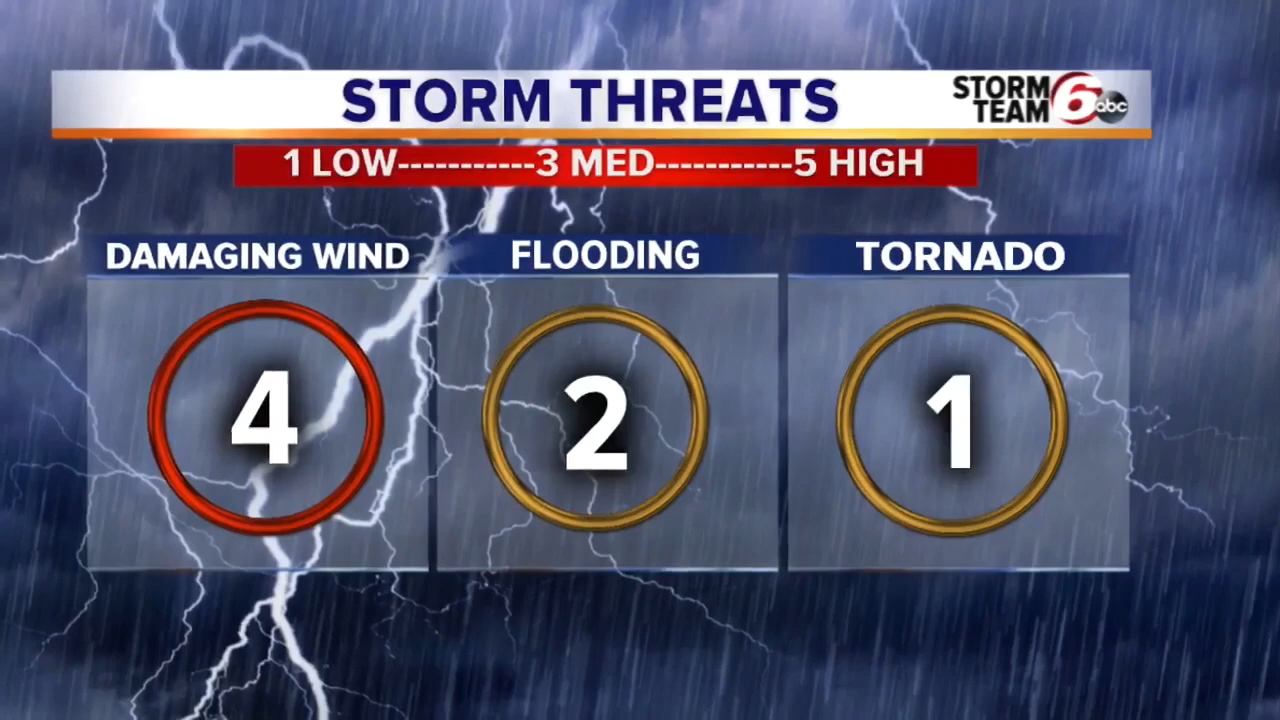 STORM THREATS
STORM
TEAM 6 abc
1 LOW-----------3 MED-----------5 HIGH
DAMAGING WIND
FLOODING
TORNADO
4
2
1